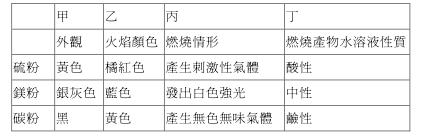 甲 乙 丙 丁
外觀 火焰顏色 燃燒情形 燃燒產物水溶液性質
硫粉 黃色 橘紅色 產生刺激性氣體 酸性
鎂粉 銀灰色 藍色 發出白色強光 中性
碳粉 黑 黃色 產生無色無味氣體 鹼性